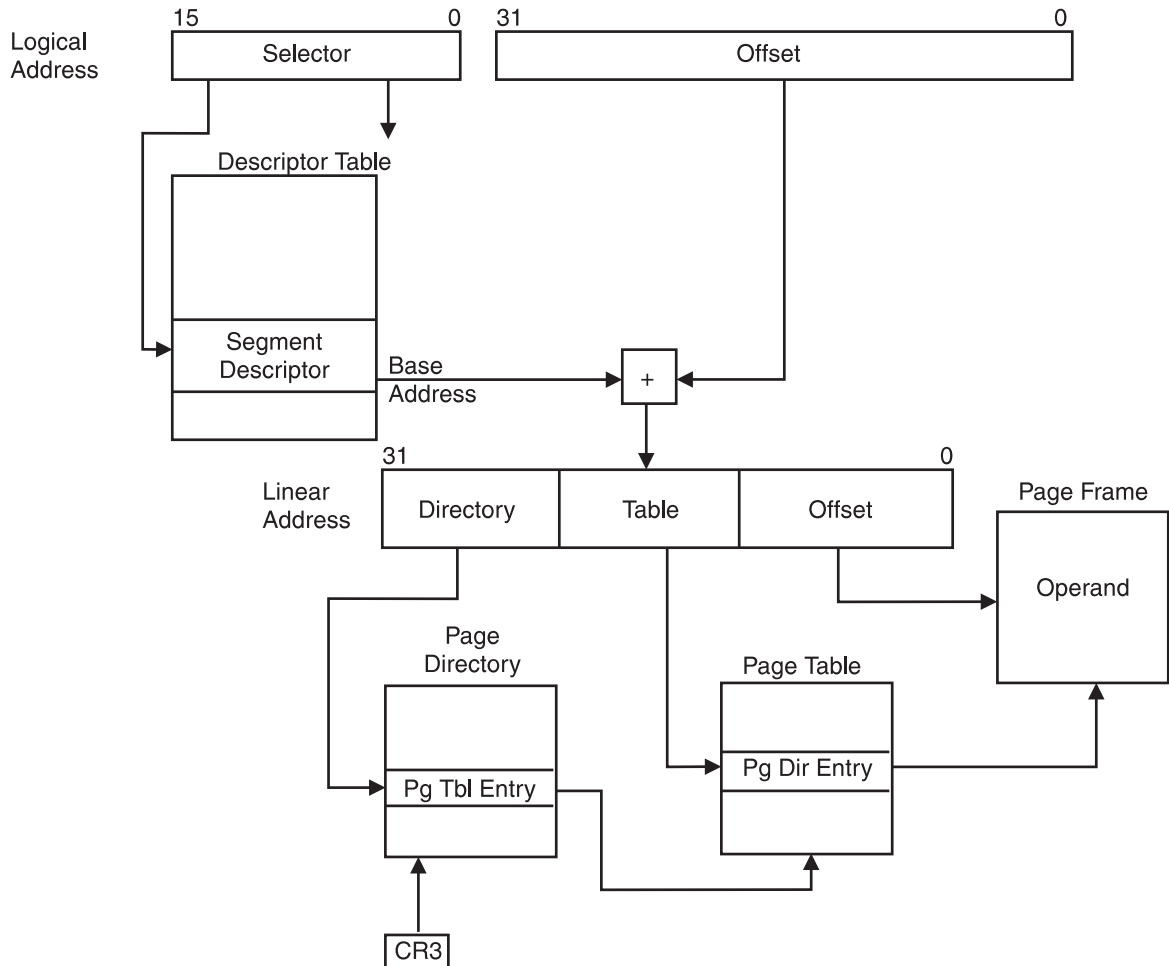 15
0
31
0
Logical
Address
Selector
Offset
Descriptor Table
Segment
Descriptor
Base
Address
+
31
0
Linear
Address
Directory
Table
Offset
Page Frame
Operand
Page
Directory
Page Table
Pg Tbl Entry
Pg Dir Entry
CR3